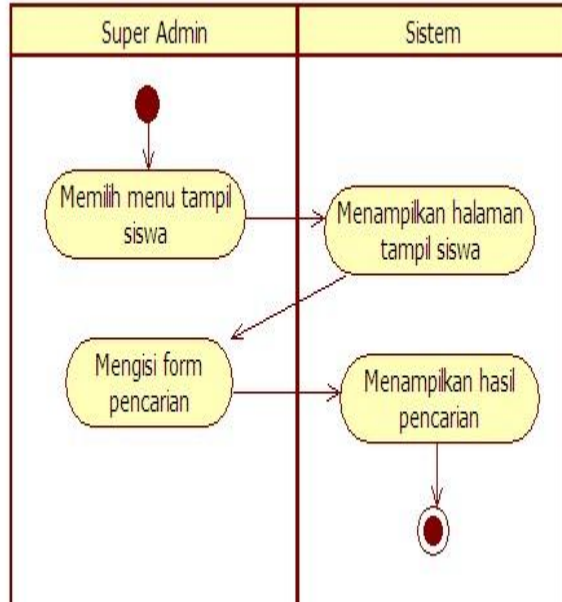 Super Admin
Sistem
Memilih menu tampil
siswa
Menampilkan halaman
tampil siswa
Mengisi form
pencarian
Menampilkan hasil
pencarian